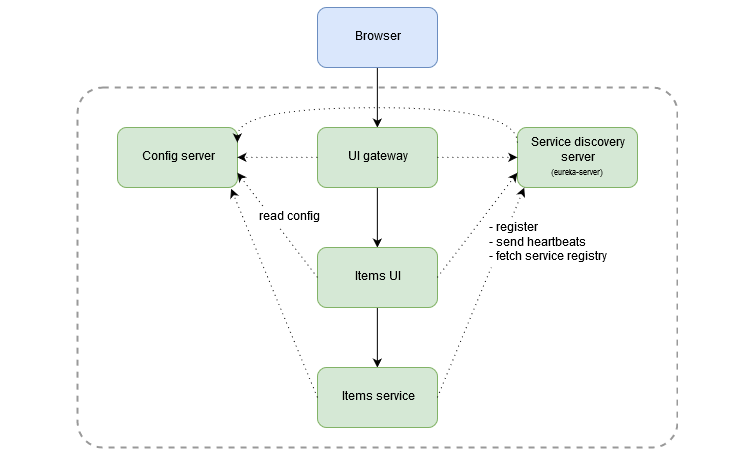 Browser
Config server
UI gateway
Service discovery
server
(eureka-server)
read config
- register
- send heartbeats
- fetch service registry
Items UI
Items service